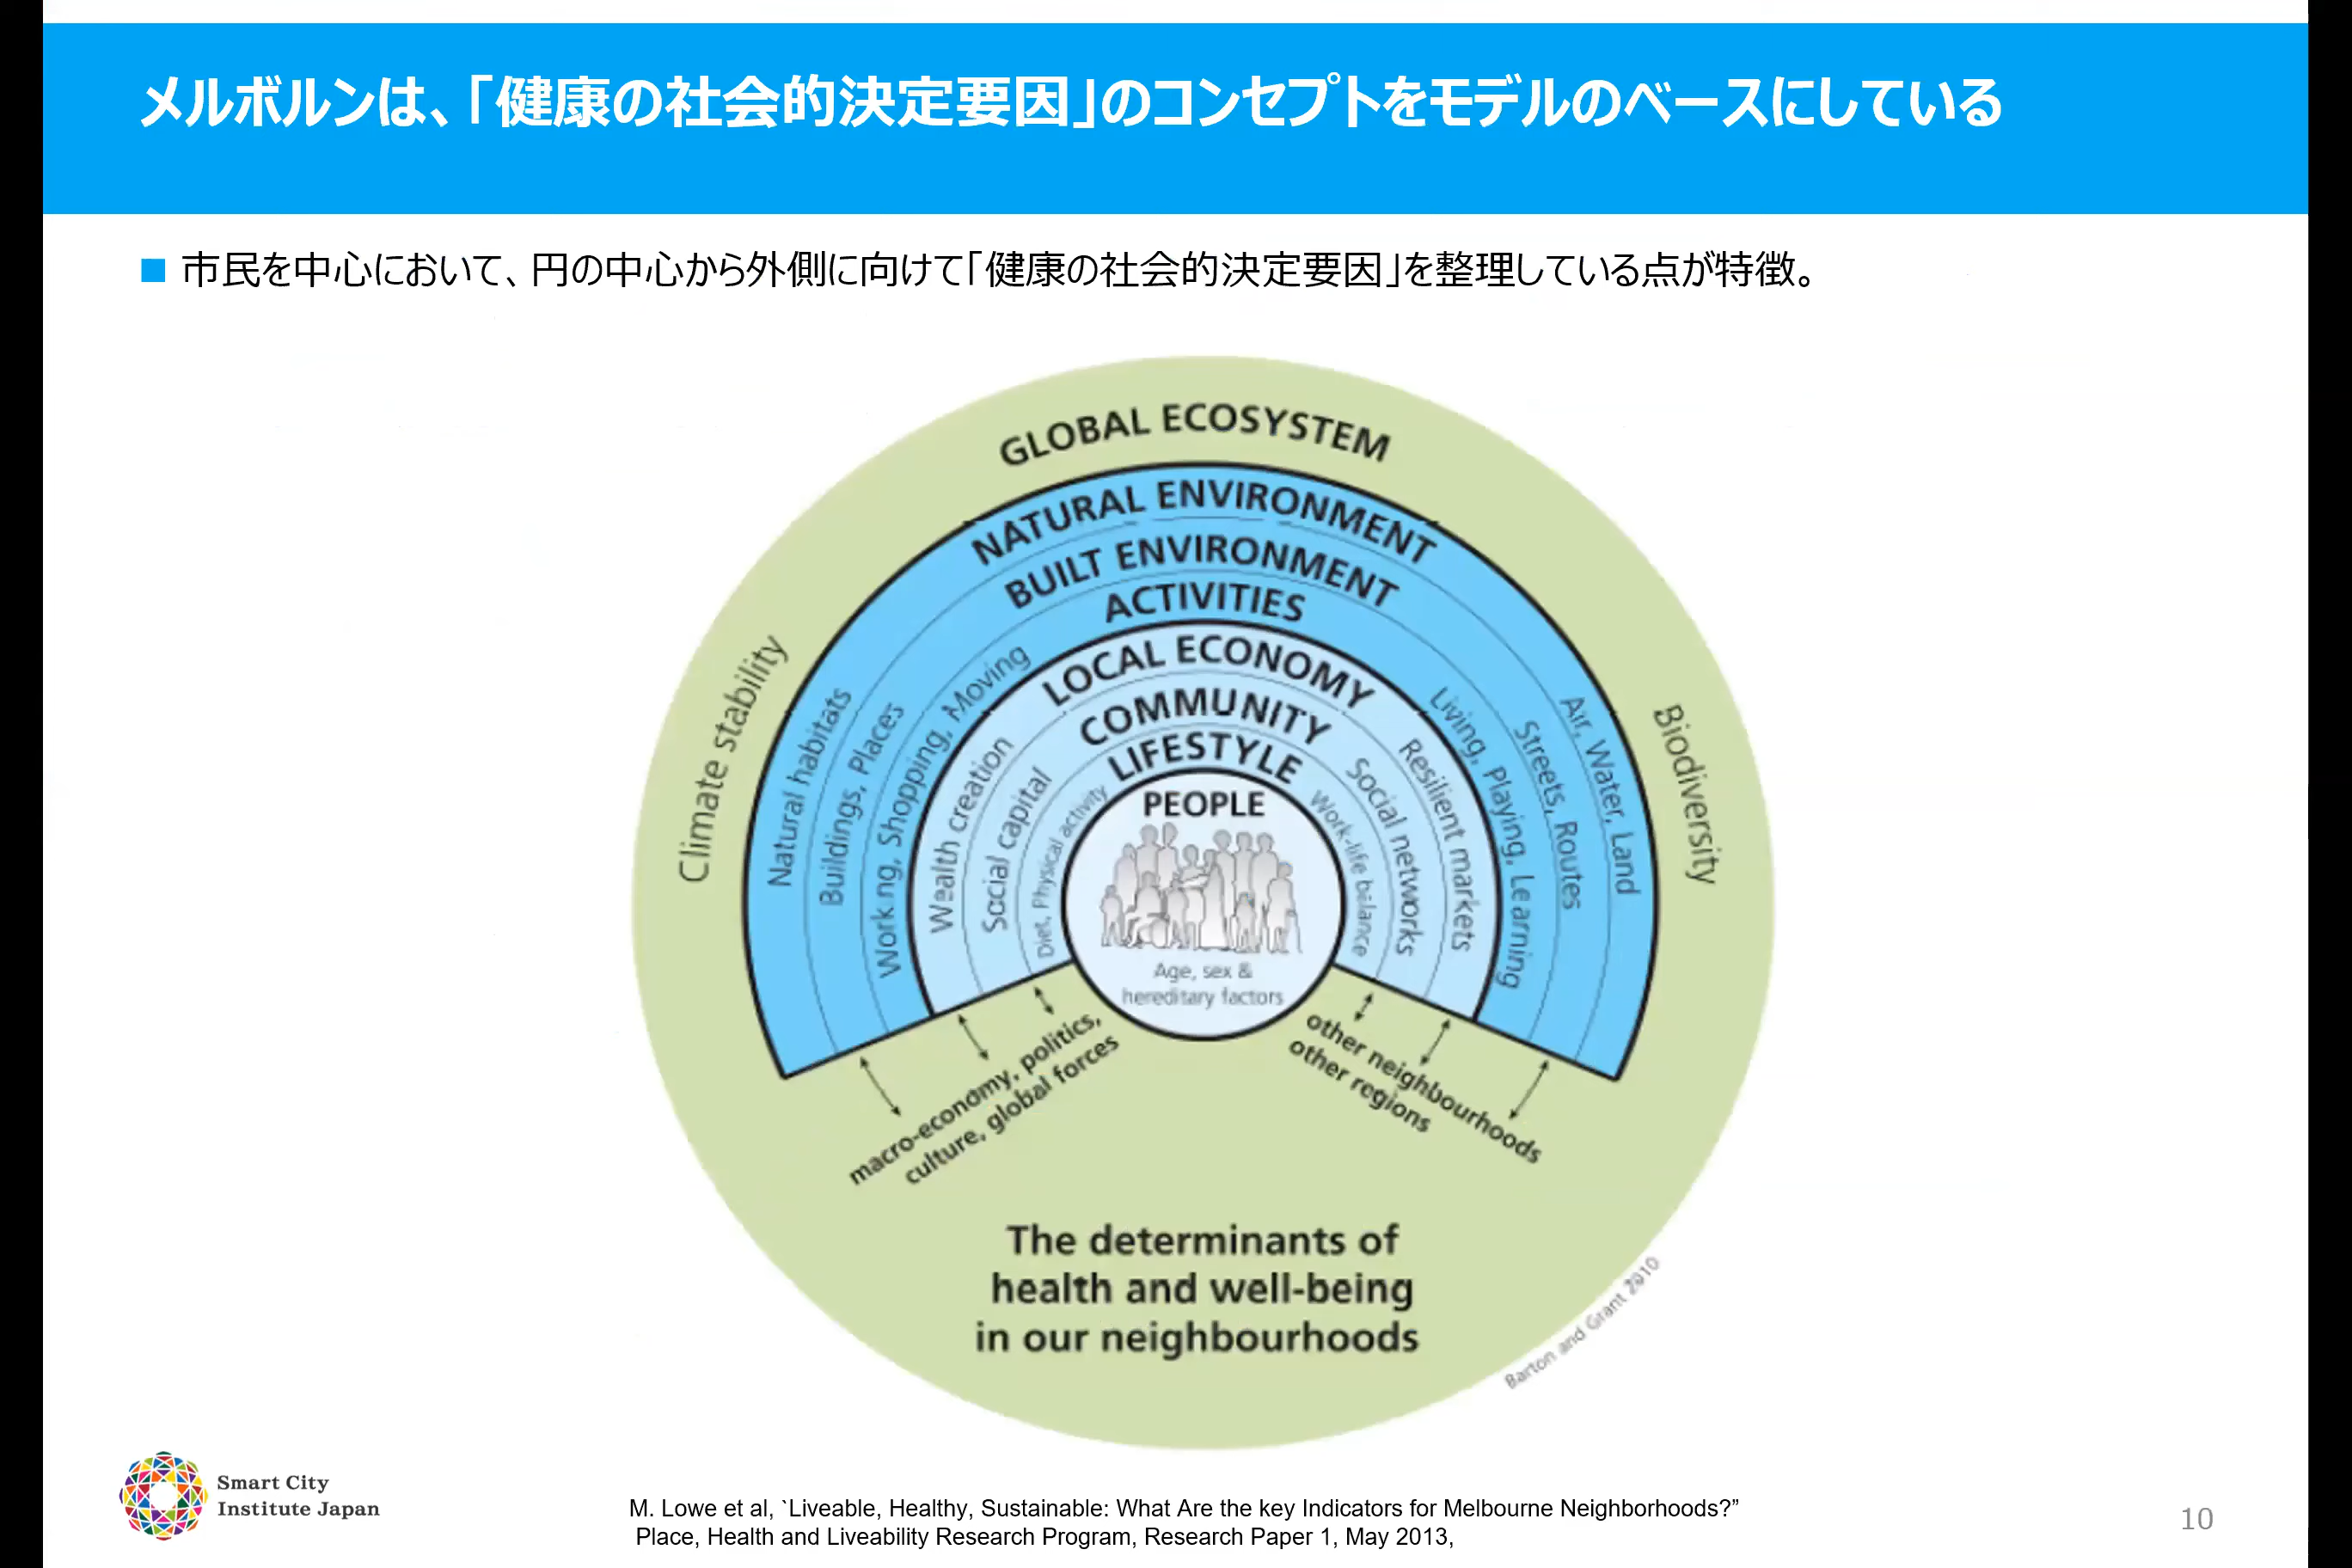 メルボルンは、「健康の社会的決定要因」のコンセプトをモデルのベースにしている
市民を中心において、円の中心から外側に向けて「健康の社会的決定要因」を整理している点が特徴。
GLOBAL ECOSYSTEM
Climate stability
Biodiversity
NATURAL ENVIRONMENT
Natural habitats
Air, Water, Land
BUILT ENVIRONMENT
Buildings, Places
Streets, Routes
ACTIVITIES
Working, Shopping, Moving
Living, Playing, Learning
LOCAL ECONOMY
Wealth creation
Resilient markets
COMMUNITY
Social capital
Social networks
LIFESTYLE
Diet, Physical activity
Work-life balance
PEOPLE
Age, sex &
hereditary factors
macro-economy, politics,
culture, global forces
other neighbourhoods
other regions
The determinants of
health and well-being
in our neighbourhoods
Barton and Grant 2010
Smart City
Institute Japan
M. Lowe et al, `Liveable, Healthy, Sustainable: What Are the key Indicators for Melbourne Neighborhoods?”
Place, Health and Liveability Research Program, Research Paper 1, May 2013,
10